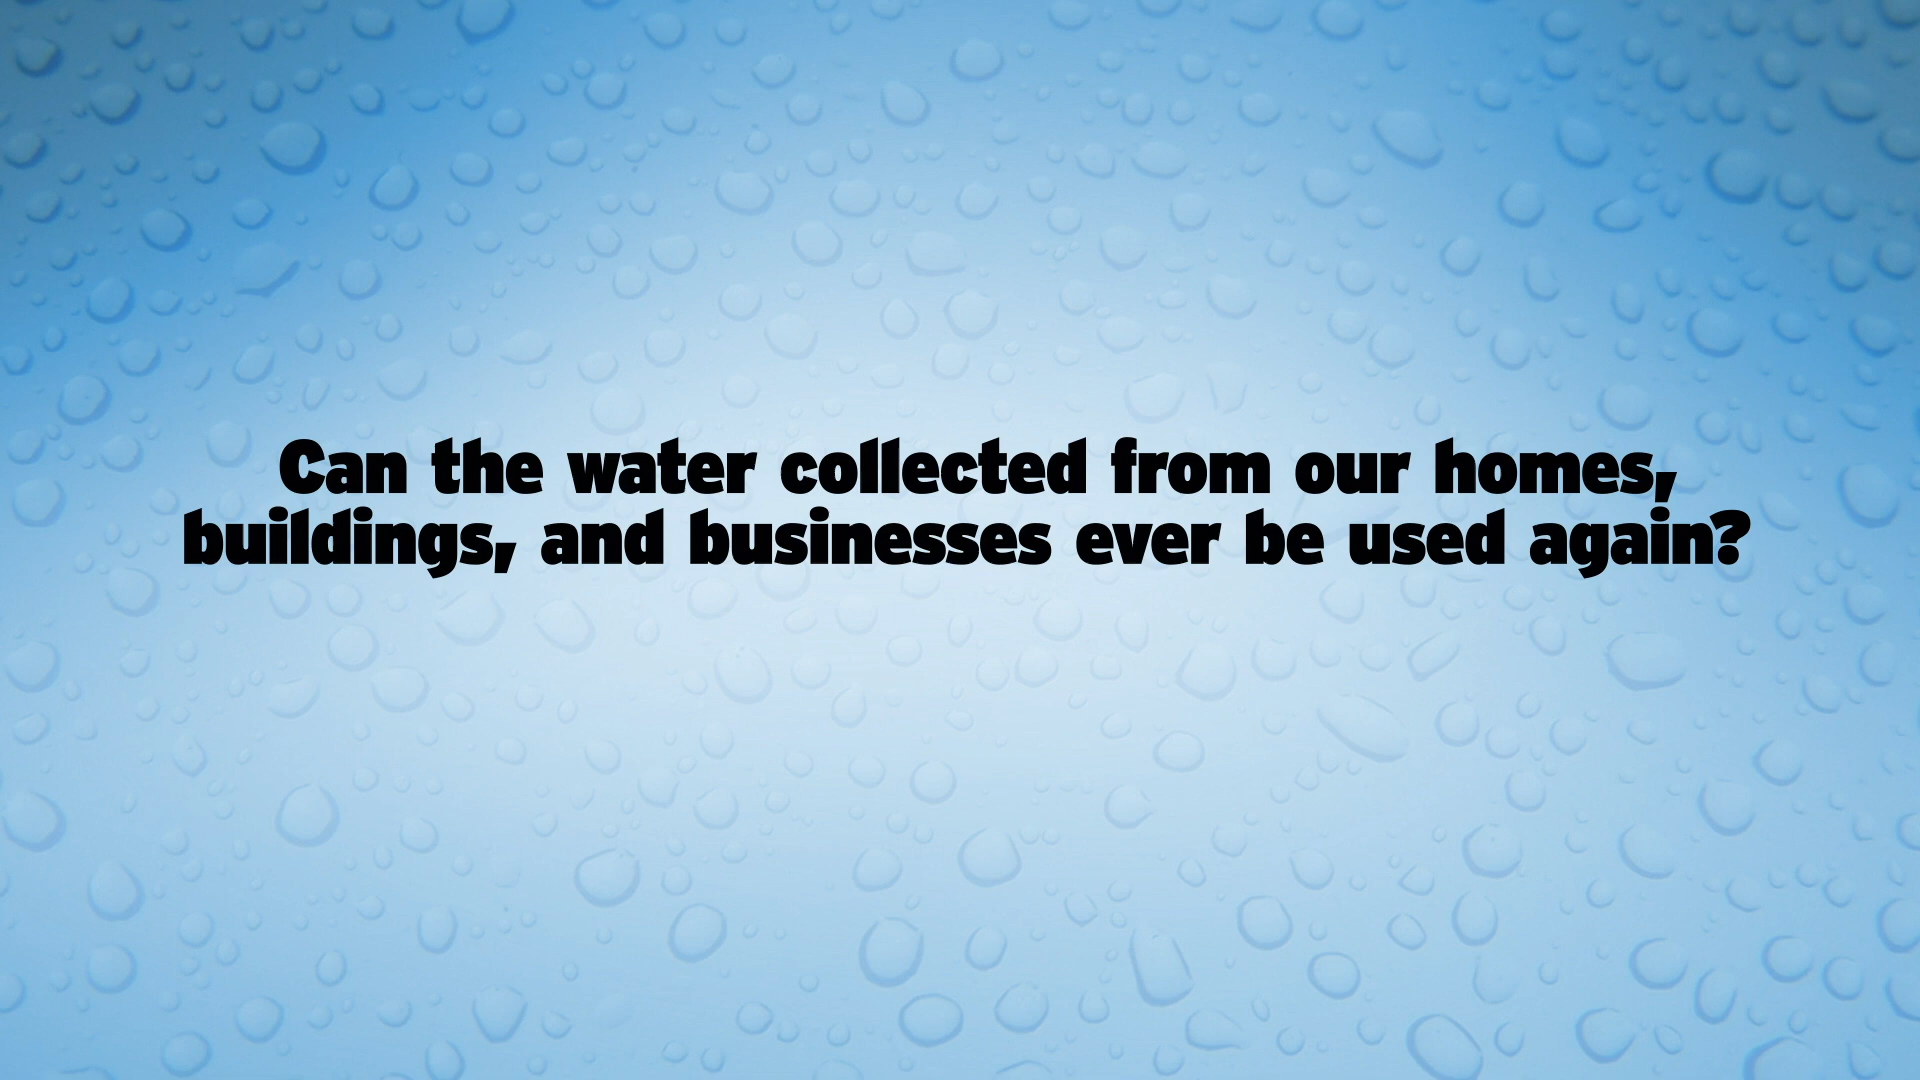 Can the water collected from our homes,
buildings, and businesses ever be used again?